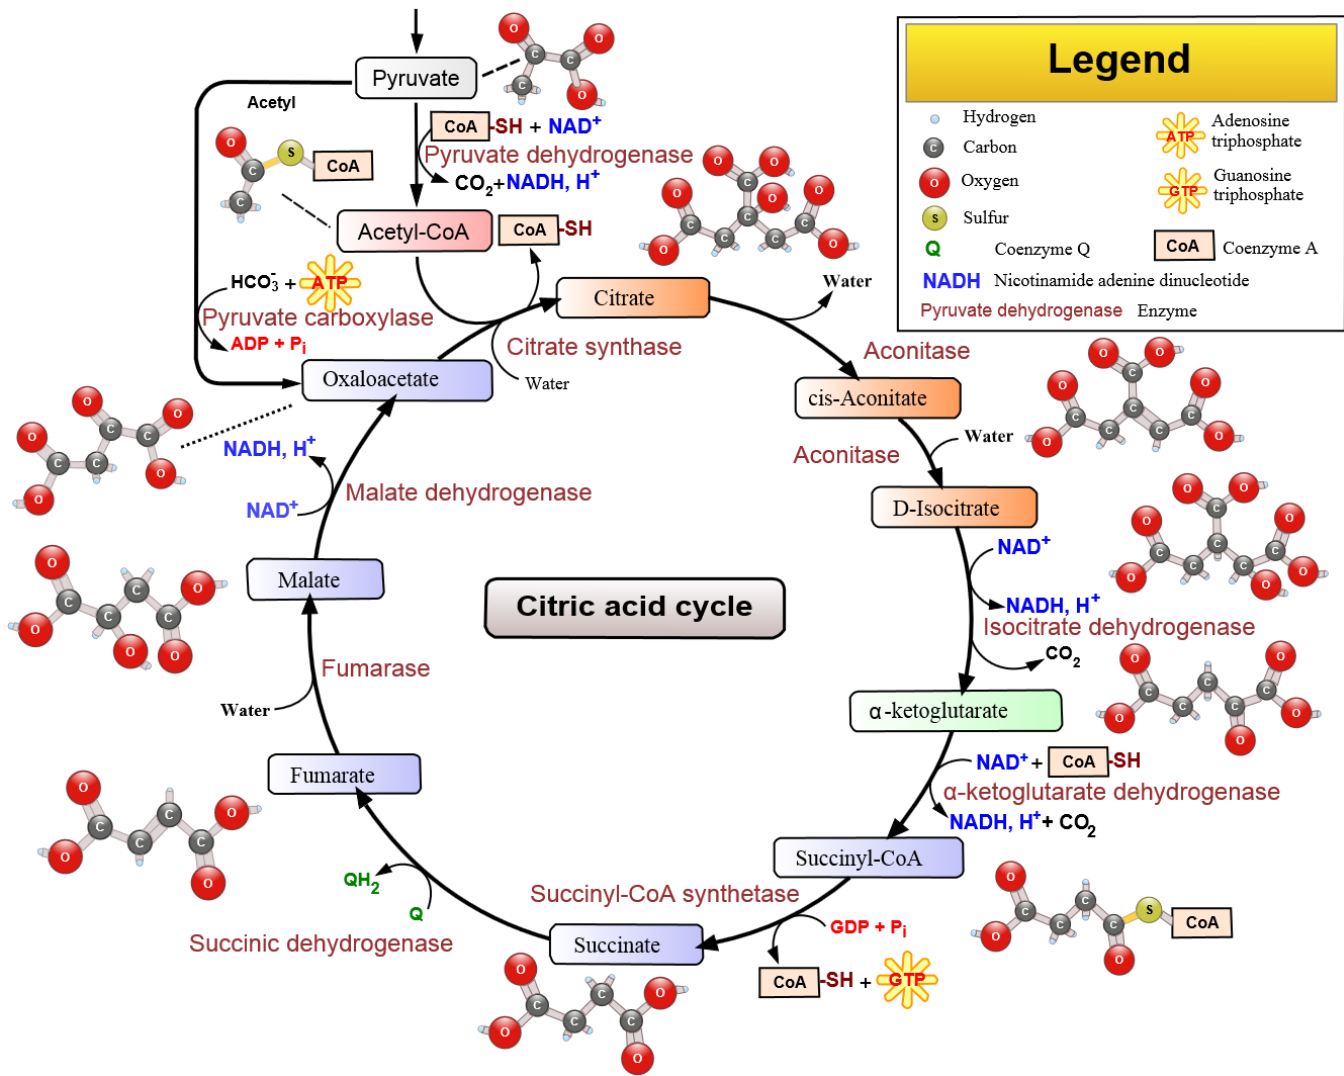 Pyruvate
Acetyl
CoA-SH + NAD+
Pyruvate dehydrogenase
CO2+NADH, H+
S
CoA
Acetyl-CoA
CoA-SH
HCO3- + ATP
Pyruvate carboxylase
ADP + Pi
Citrate
Water
Citrate synthase
Water
Oxaloacetate
Aconitase
cis-Aconitate
Water
Aconitase
D-Isocitrate
NADH, H+
NAD+
Malate dehydrogenase
NAD+
NADH, H+
Isocitrate dehydrogenase
CO2
Malate
Citric acid cycle
Fumarase
Water
α-ketoglutarate
NAD+ + CoA-SH
α-ketoglutarate dehydrogenase
NADH, H+ + CO2
Fumarate
Succinyl-CoA
QH2
Q
Succinyl-CoA synthetase
GDP + Pi
CoA-SH + GTP
S
CoA
Succinic dehydrogenase
Succinate
Legend
Hydrogen
C Carbon
O Oxygen
S Sulfur
Q Coenzyme Q
ATP Adenosine
triphosphate
GTP Guanosine
triphosphate
CoA Coenzyme A
NADH Nicotinamide adenine dinucleotide
Pyruvate dehydrogenase Enzyme